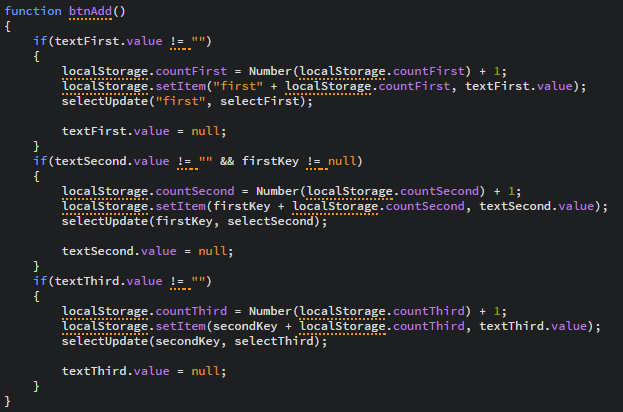 function btnAdd()
{
if(textFirst.value != "")
{
localStorage.countFirst = Number(localStorage.countFirst) + 1;
localStorage.setItem("first" + localStorage.countFirst, textFirst.value);
selectUpdate("first", selectFirst);
textFirst.value = null;
}
if(textSecond.value != "" && firstKey != null)
{
localStorage.countSecond = Number(localStorage.countSecond) + 1;
localStorage.setItem(firstKey + localStorage.countSecond, textSecond.value);
selectUpdate(firstKey, selectSecond);
textSecond.value = null;
}
if(textThird.value != "")
{
localStorage.countThird = Number(localStorage.countThird) + 1;
localStorage.setItem(secondKey + localStorage.countThird, textThird.value);
selectUpdate(secondKey, selectThird);
textThird.value = null;
}
}